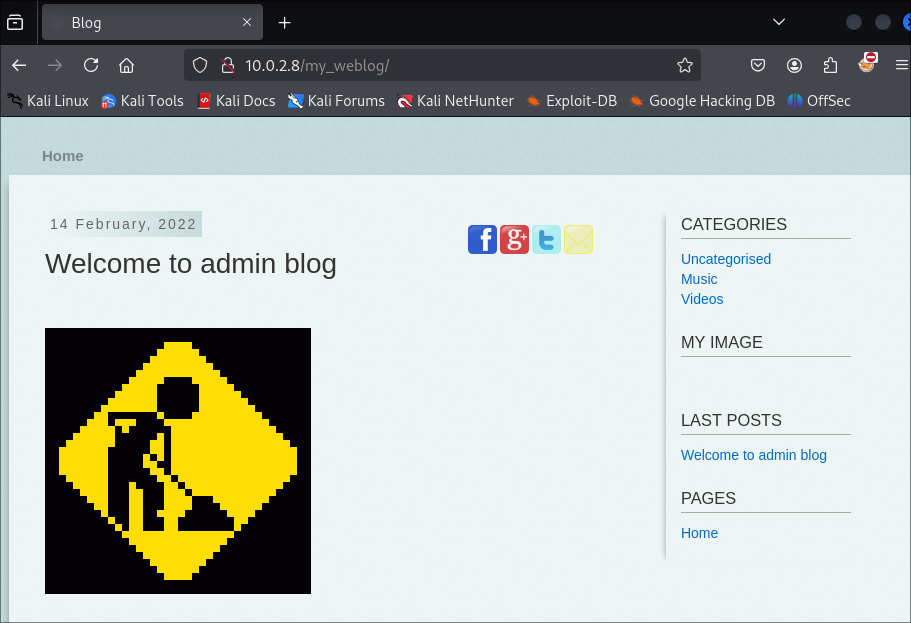 Blog
10.0.2.8/my_weblog/
Kali Linux Kali Tools Kali Docs Kali Forums Kali NetHunter Exploit-DB Google Hacking DB OffSec
Home
14 February, 2022
Welcome to admin blog
f g+ t
CATEGORIES
Uncategorised
Music
Videos
MY IMAGE
LAST POSTS
Welcome to admin blog
PAGES
Home